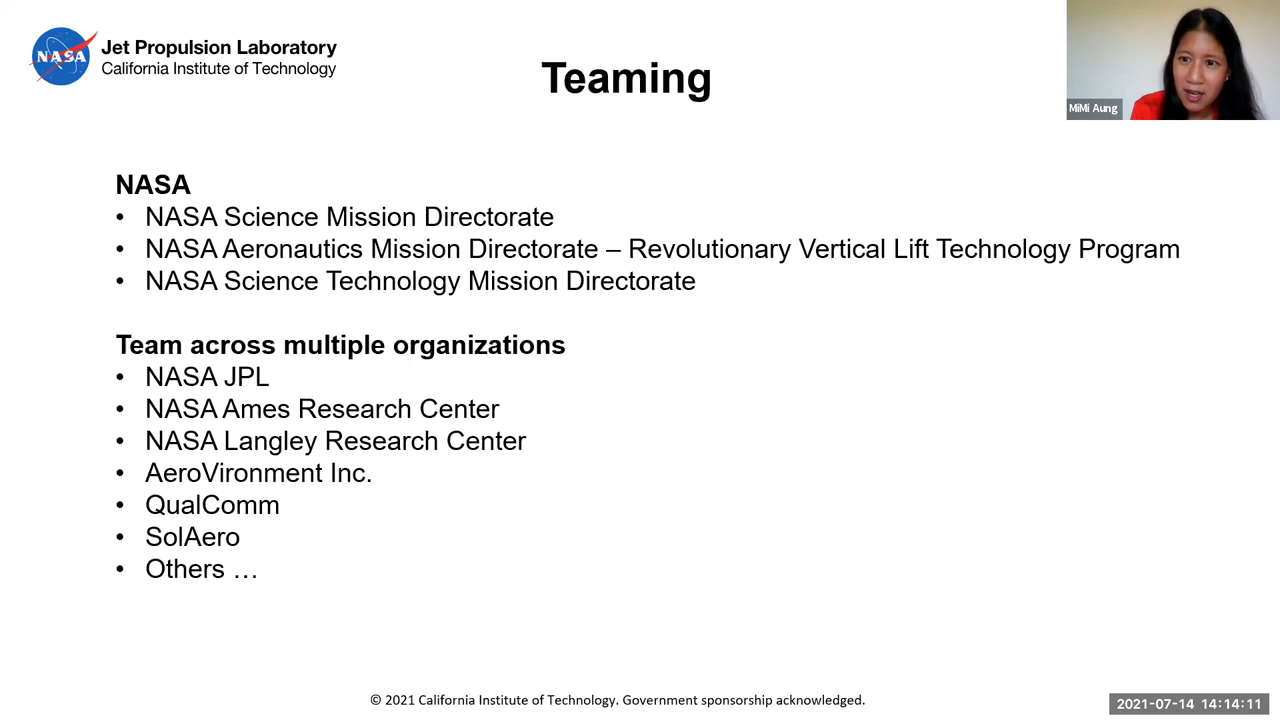 NASA
Jet Propulsion Laboratory
California Institute of Technology
Teaming
MiMi Aung
NASA
• NASA Science Mission Directorate
• NASA Aeronautics Mission Directorate – Revolutionary Vertical Lift Technology Program
• NASA Science Technology Mission Directorate
Team across multiple organizations
• NASA JPL
• NASA Ames Research Center
• NASA Langley Research Center
• AeroVironment Inc.
• QualComm
• SolAero
• Others …
© 2021 California Institute of Technology. Government sponsorship acknowledged.
2021-07-14 14:14:11